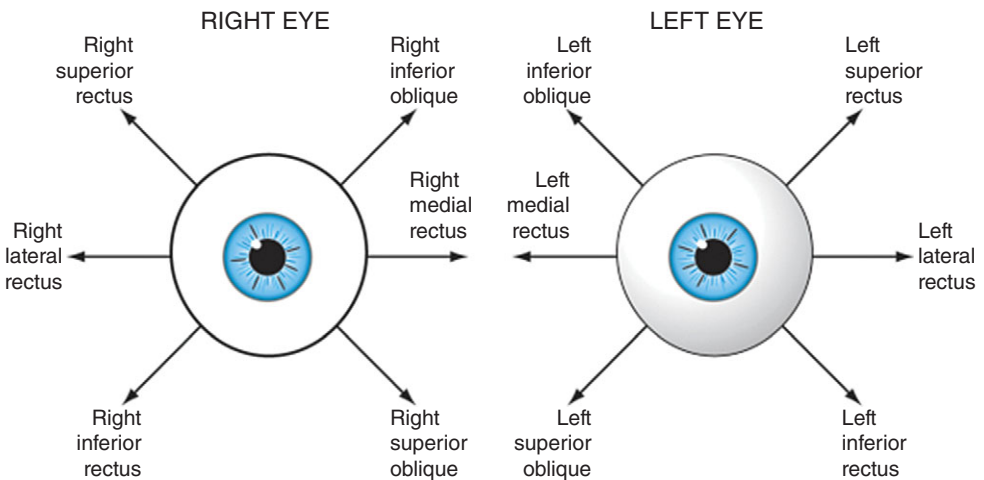 RIGHT EYE
LEFT EYE
Right
superior
rectus
Right
inferior
oblique
Left
inferior
oblique
Left
superior
rectus
Right
lateral
rectus
Right
medial
rectus
Left
medial
rectus
Left
lateral
rectus
Right
inferior
rectus
Right
superior
oblique
Left
superior
oblique
Left
inferior
rectus